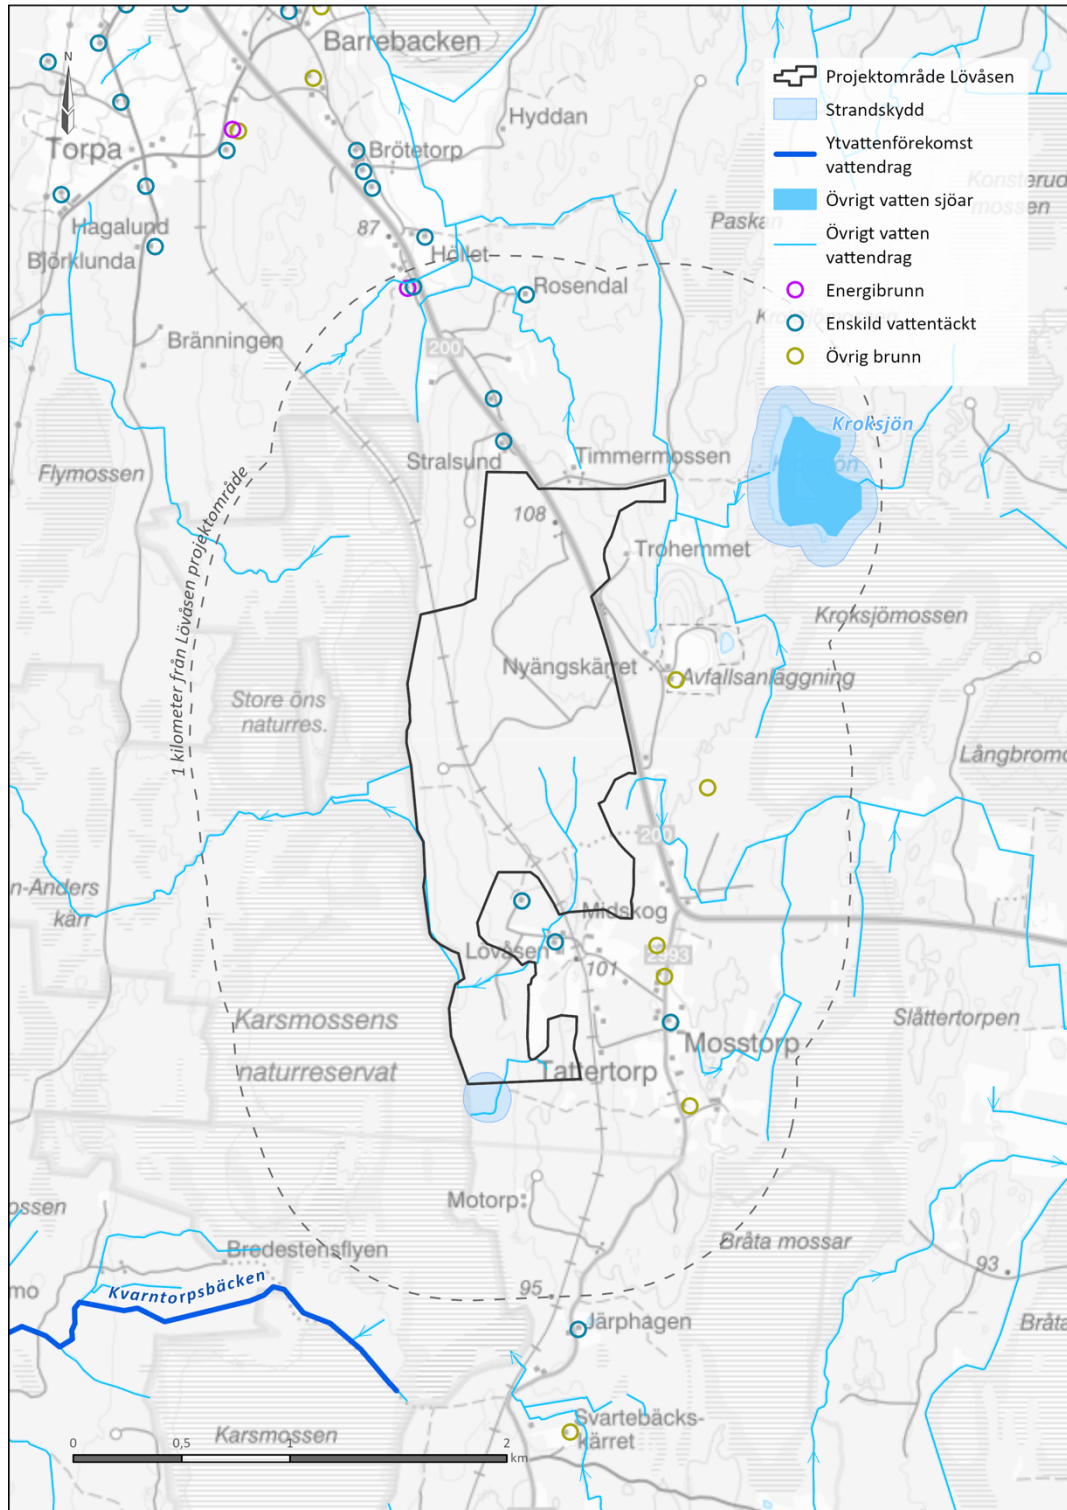 Barrebacken
N
Projektområde Lövåsen
Strandskydd
Ytvattenförekomst
vattendrag
Övrigt vatten sjöar
Övrigt vatten
vattendrag
Energibrunn
Enskild vattentäckt
Övrig brunn
Hyddan
Torpa
Brötetorp
Paskan
Hagalund
87
Höllet
Björklunda
Rosendal
Bränningen
200
Kroksjön
Flymossen
Stralsund
Timmermossen
1 kilometer från Lövåsen projektområde
108
Trohemmet
Kroksjömossen
Nyängskärret
Avfallsanläggning
Store öns
naturres.
Långbromo
200
n-Anders
kärr
Midskog
Lövåsen
101
2993
Karsmossens
naturreservat
Slåttertorpen
Mosstorp
Tattertorp
Motorp
ossen
Bredestensflyen
Bråta mossar
93
mo
Kvarntorpsbäcken
95
Järphagen
Bråta
Svartebäcks-
kärret
Karsmossen
0 0,5 1 2
km